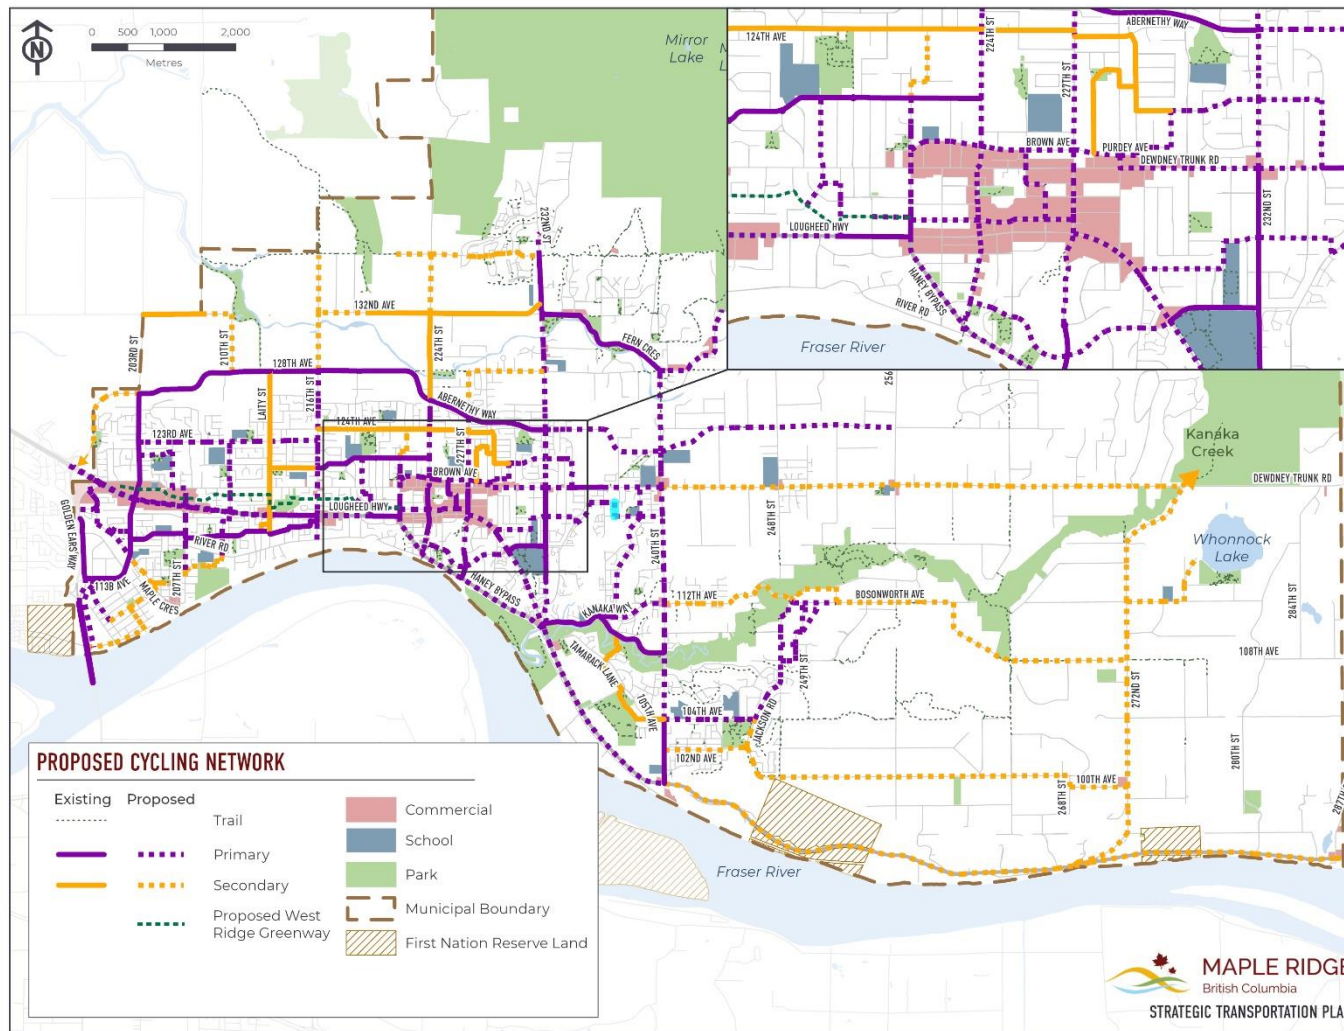 N
0 500 1,000 2,000
Metres
Mirror
Lake
M
L
124TH AVE
224TH ST
227TH ST
ABERNETHY WAY
BROWN AVE
PURDEY AVE
DEWDNEY TRUNK RD
232ND ST
LOUGHEED HWY
HANEY BYPASS
RIVER RD
Fraser River
232ND ST
132ND AVE
203RD ST
210TH ST
224TH ST
FERN CRES
128TH AVE
LAITY ST
216TH ST
ABERNETHY WAY
256
124TH AVE
123RD AVE
227TH ST
BROWN AVE
Kanaka
Creek
DEWDNEY TRUNK RD
GOLDEN EARS WAY
LOUGHEED HWY
RIVER RD
240TH ST
248TH ST
Whonnock
Lake
113B AVE
207TH ST
MAPLE CRES
HANEY BYPASS
KANAKA WAY
112TH AVE
BOSONWORTH AVE
284TH ST
TAMARACK LANE
249TH ST
108TH AVE
272ND ST
105TH AVE
104TH AVE
JACKSON RD
102ND AVE
268TH ST
100TH AVE
280TH ST
287TH
Fraser River
PROPOSED CYCLING NETWORK
Existing Proposed
Trail
Primary
Secondary
Proposed West
Ridge Greenway
Commercial
School
Park
Municipal Boundary
First Nation Reserve Land
MAPLE RIDGE
British Columbia
STRATEGIC TRANSPORTATION PLA